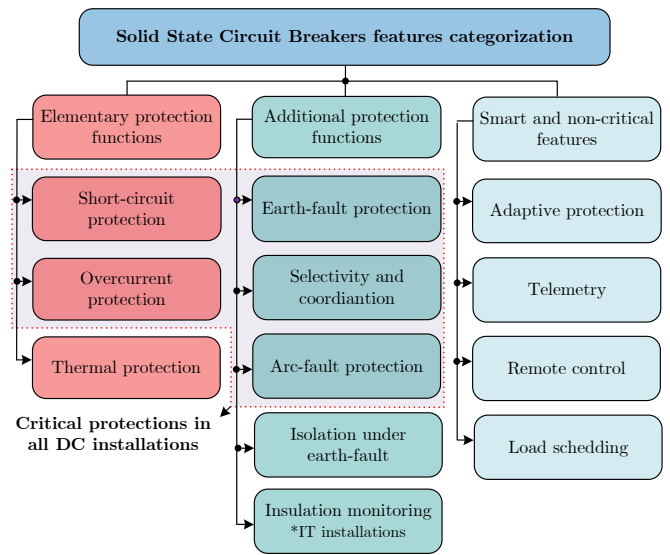 Solid State Circuit Breakers features categorization
Elementary protection
functions
Short-circuit
protection
Overcurrent
protection
Thermal protection
Critical protections in
all DC installations
Additional protection
functions
Earth-fault protection
Selectivity and
coordiantion
Arc-fault protection
Isolation under
earth-fault
Insulation monitoring
*IT installations
Smart and non-critical
features
Adaptive protection
Telemetry
Remote control
Load schedding